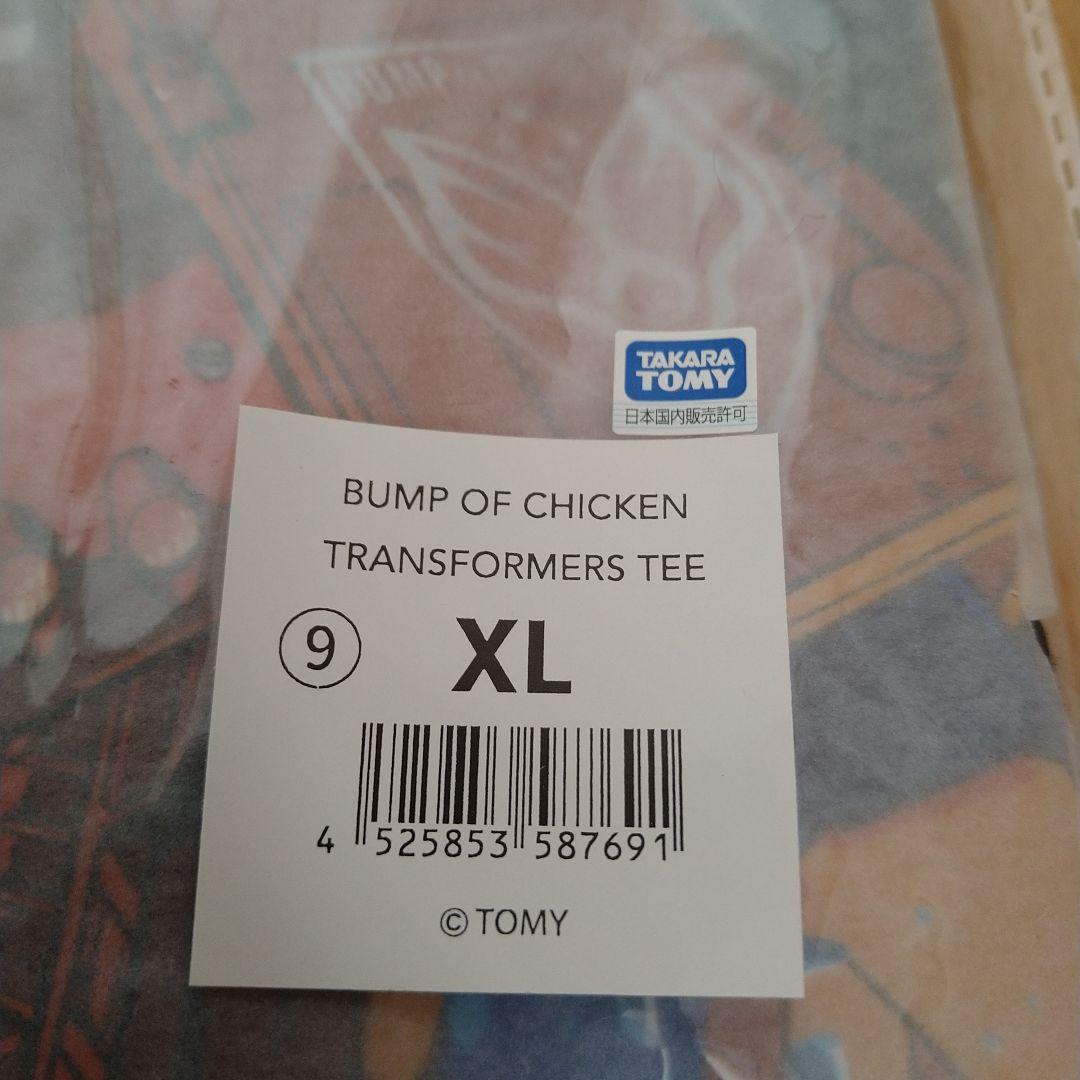 BUMP
TAKARA
TOMY
日本国内販売許可
BUMP OF CHICKEN
TRANSFORMERS TEE
9 XL
4 525853 587691
© TOMY